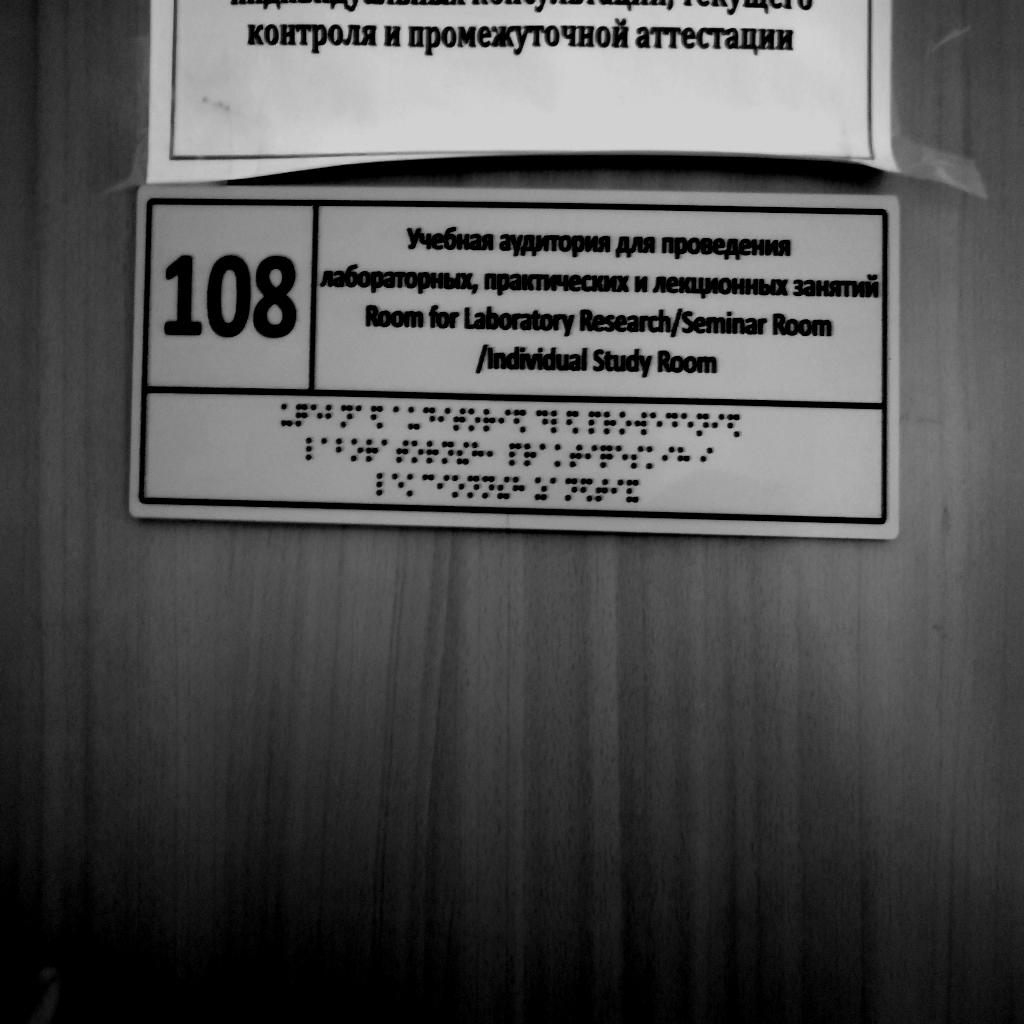 индивидуальных консультаций, текущего
контроля и промежуточной аттестации
108
Учебная аудитория для проведения
лабораторных, практических и лекционных занятий
Room for Laboratory Research/Seminar Room
/Individual Study Room